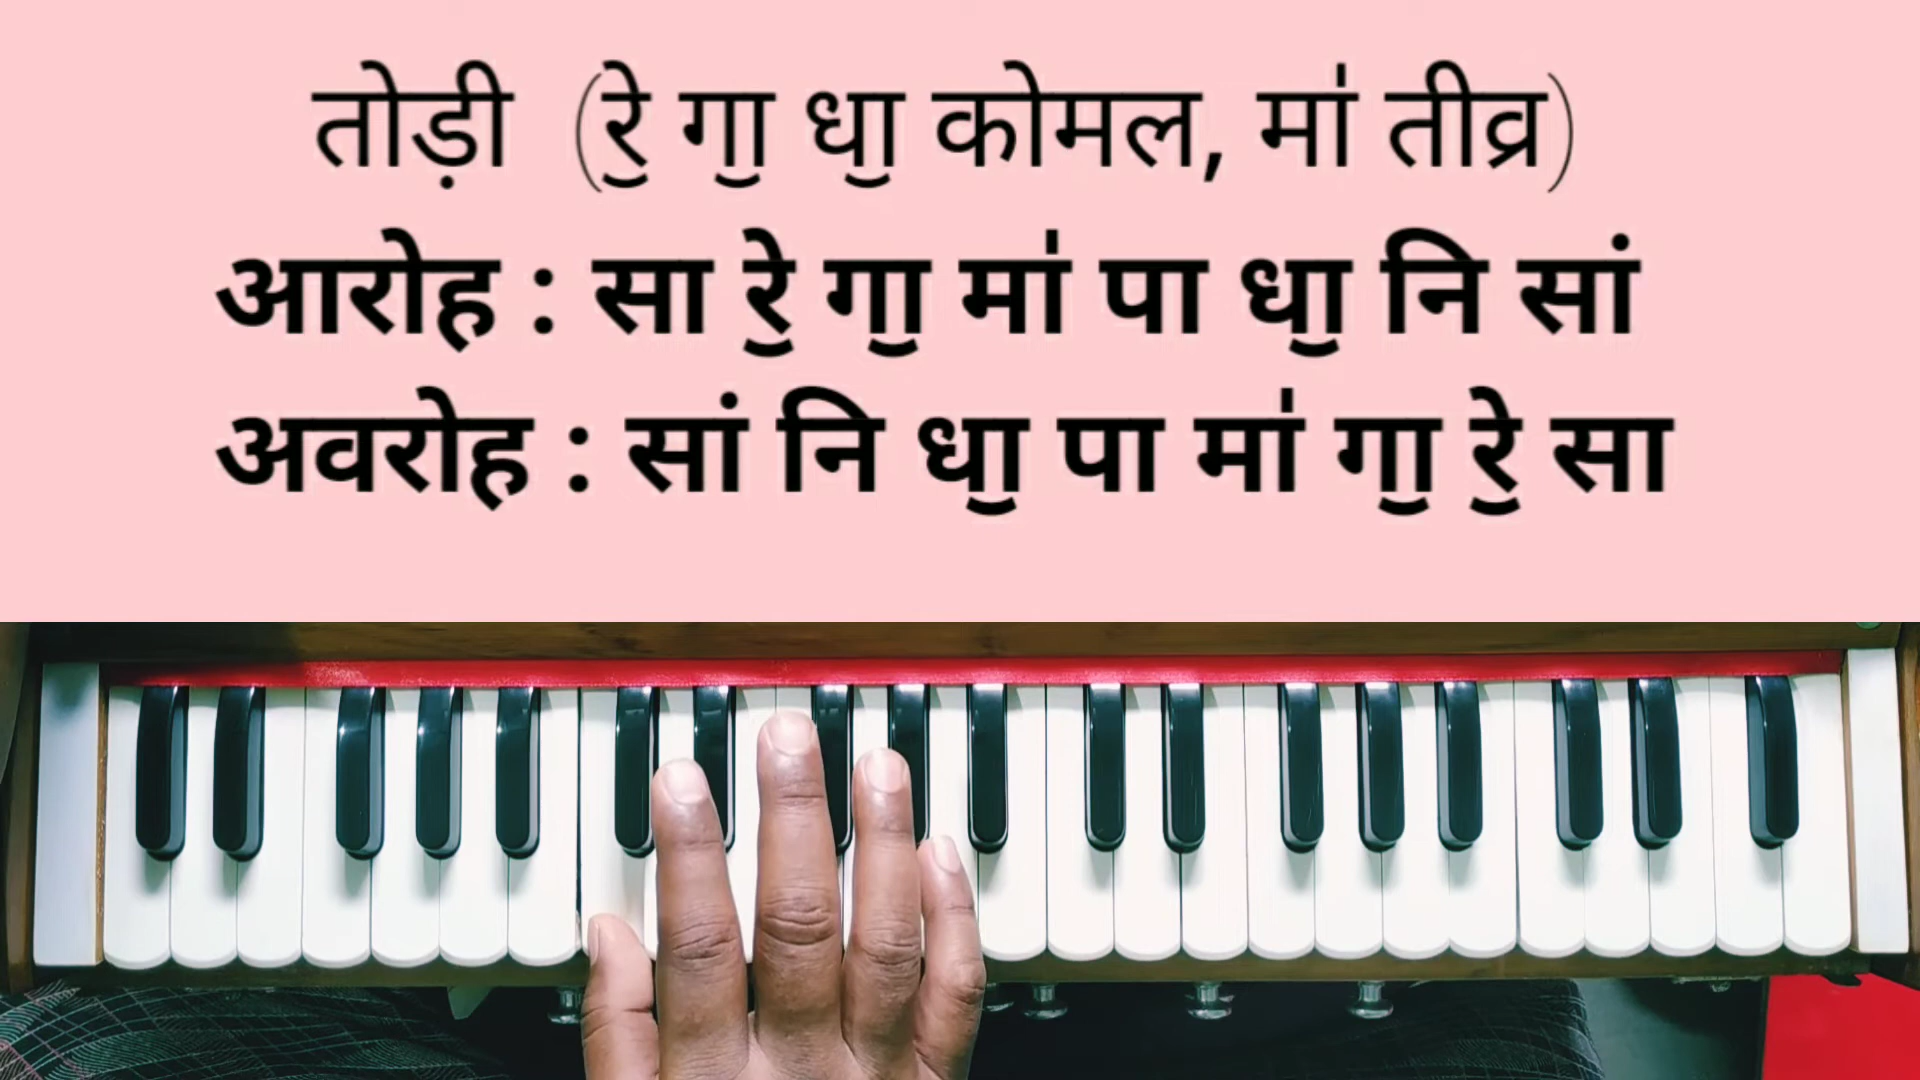 तोड़ी (रे॒ गा॒ धा॒ कोमल, मा॑ तीव्र)
आरोह : सा रे॒ गा॒ मा॑ पा धा॒ नि सां
अवरोह : सां नि धा॒ पा मा॑ गा॒ रे॒ सा